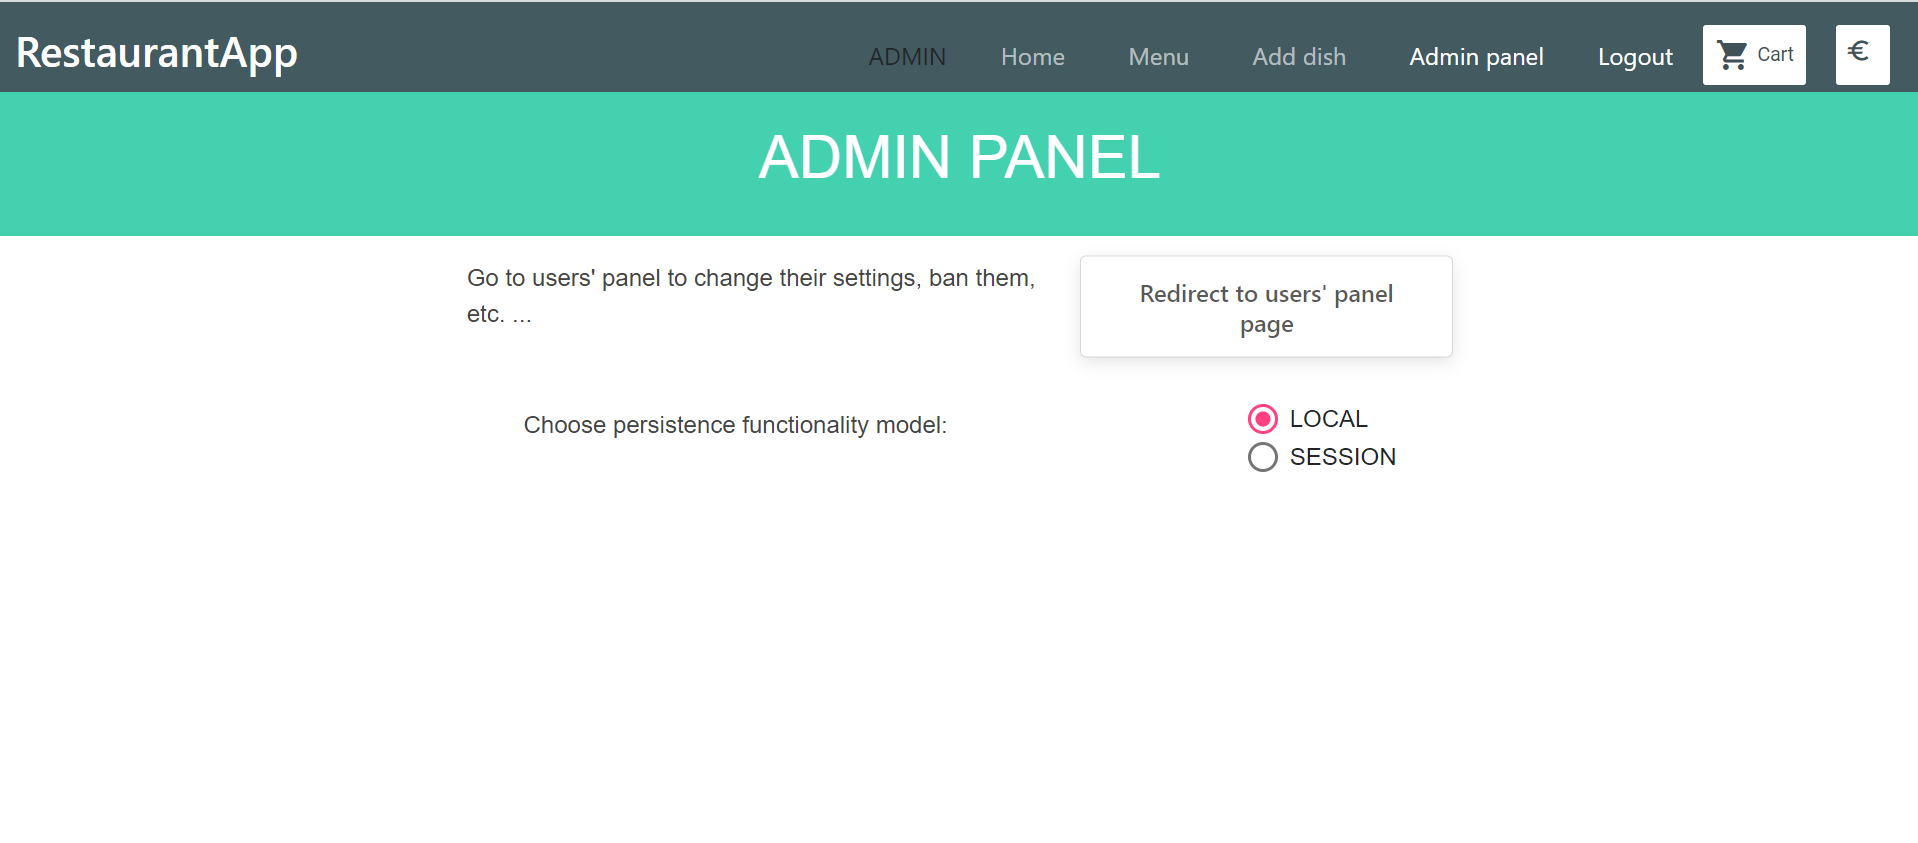 RestaurantApp
ADMIN Home Menu Add dish Admin panel Logout Cart €
ADMIN PANEL
Go to users' panel to change their settings, ban them,
etc. ...
Redirect to users' panel
page
Choose persistence functionality model:
LOCAL
SESSION